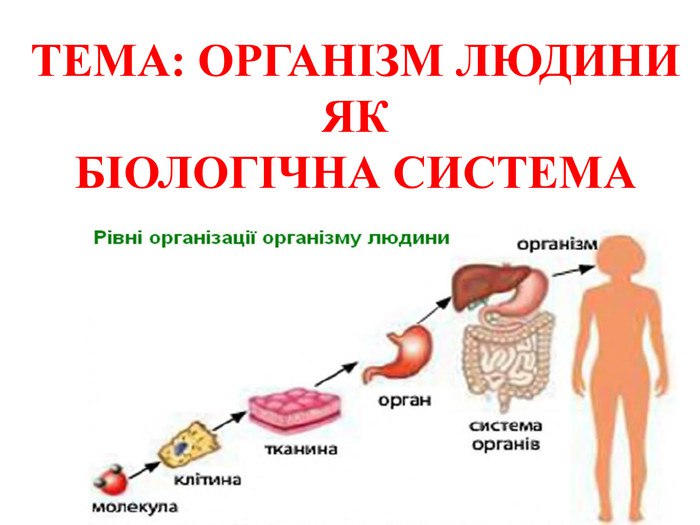 ТЕМА: ОРГАНІЗМ ЛЮДИНИ
ЯК
БІОЛОГІЧНА СИСТЕМА
Рівні організації організму людини
організм
орган
система
органів
тканина
клітина
молекула